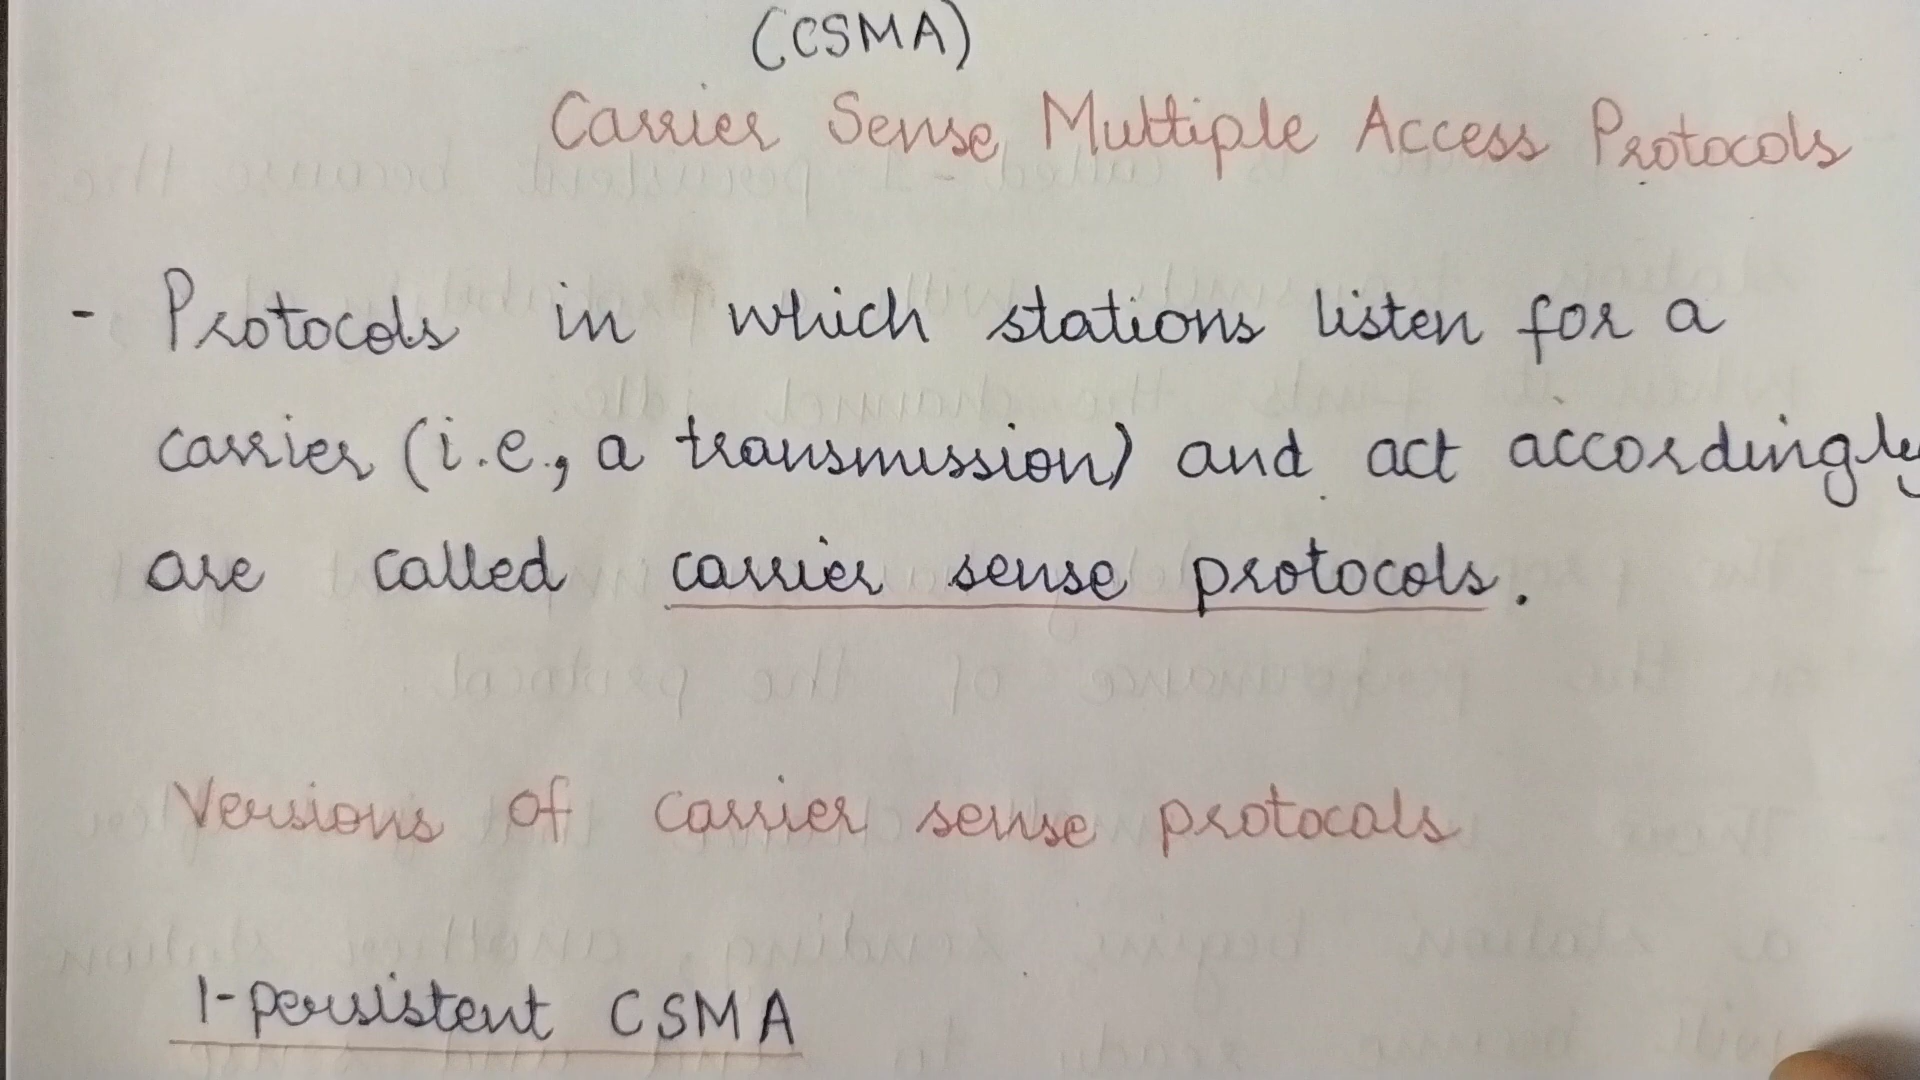 (CSMA)
Carrier Sense Multiple Access Protocols
- Protocols in which stations listen for a
carrier (i.e., a transmission) and act accordingly
are called carrier sense protocols.
Versions of carrier sense protocals
1-persistent CSMA